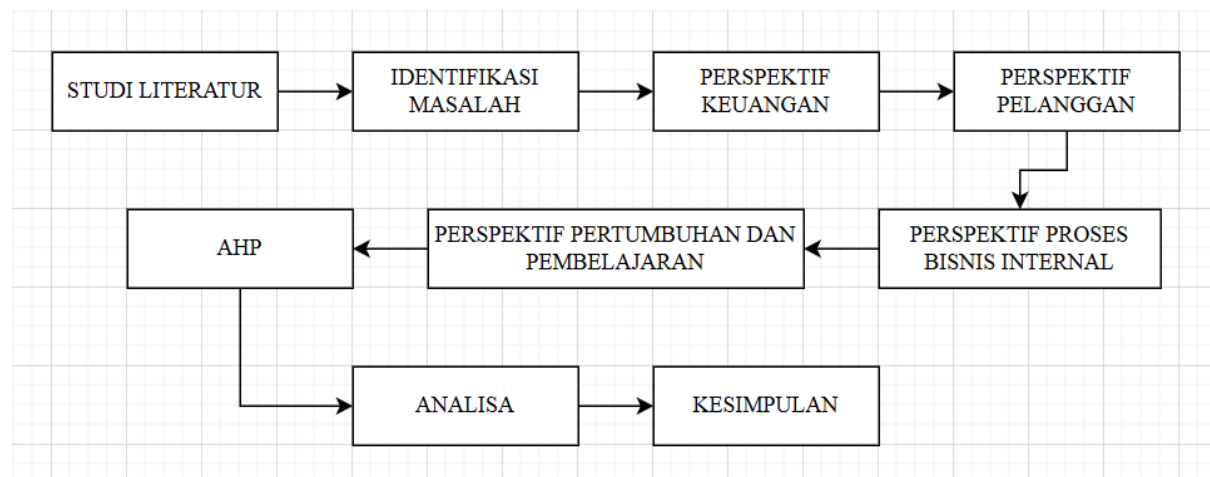 STUDI LITERATUR
IDENTIFIKASI
MASALAH
PERSPEKTIF
KEUANGAN
PERSPEKTIF
PELANGGAN
PERSPEKTIF PROSES
BISNIS INTERNAL
PERSPEKTIF PERTUMBUHAN DAN
PEMBELAJARAN
AHP
ANALISA
KESIMPULAN